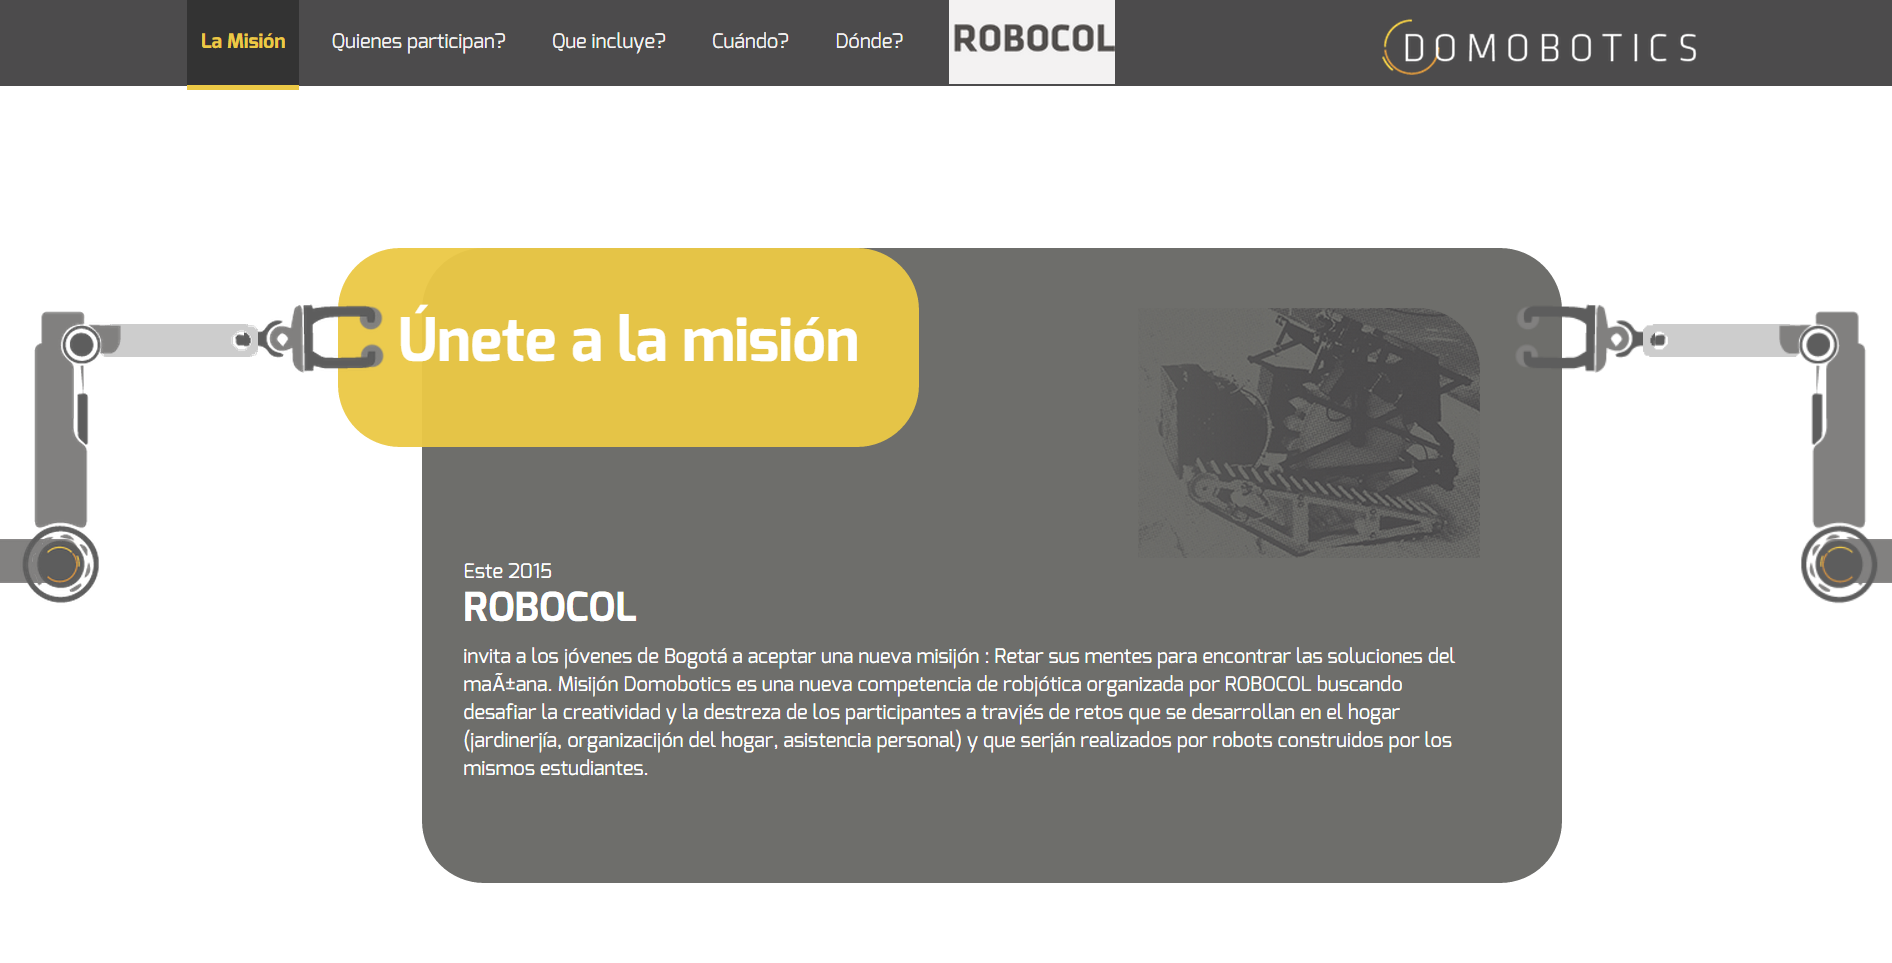 La Misión
Quienes participan?
Que incluye?
Cuándo?
Dónde?
ROBOCOL
DOMOBOTICS
Únete a la misión
Este 2015
ROBOCOL
invita a los jóvenes de Bogotá a aceptar una nueva misijón : Retar sus mentes para encontrar las soluciones del
maÃ±ana. Misijón Domobotics es una nueva competencia de robjótica organizada por ROBOCOL buscando
desafiar la creatividad y la destreza de los participantes a travjés de retos que se desarrollan en el hogar
(jardinerjía, organizacijón del hogar, asistencia personal) y que serján realizados por robots construidos por los
mismos estudiantes.